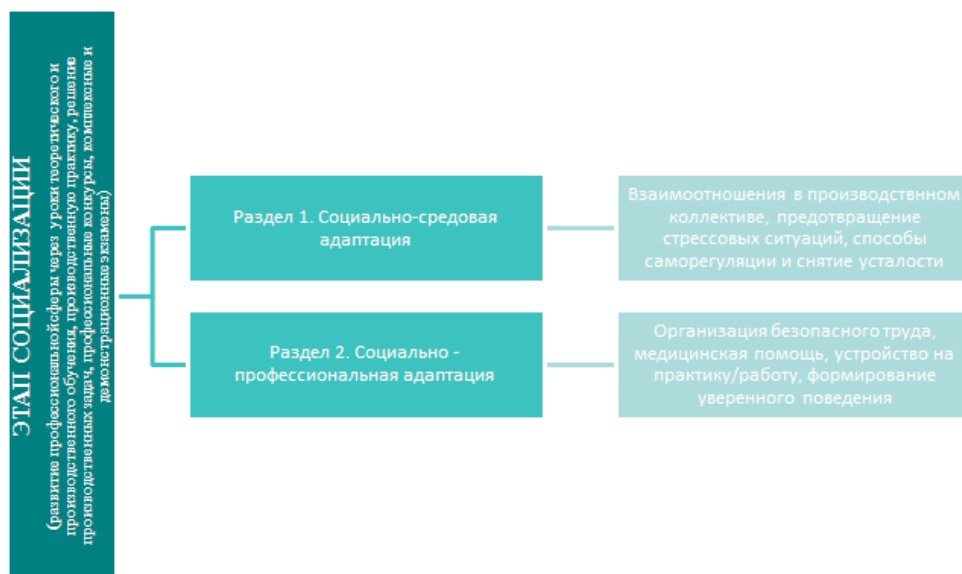 ЭТАП СОЦИАЛИЗАЦИИ
(развитие профессиональной сферы через уроки теоретического и
производственного обучения, производственную практику, решение
производственных задач, профессиональные конкурсы, комплексные и
демонстрационные экзамены)
Раздел 1. Социально-средовая
адаптация
Взаимоотношения в производствном
коллективе, предотвращение
стрессовых ситуаций, способы
саморегуляции и снятие усталости
Раздел 2. Социально -
профессиональная адаптация
Организация безопасного труда,
медицинская помощь, устройство на
практику/работу, формирование
уверенного поведения